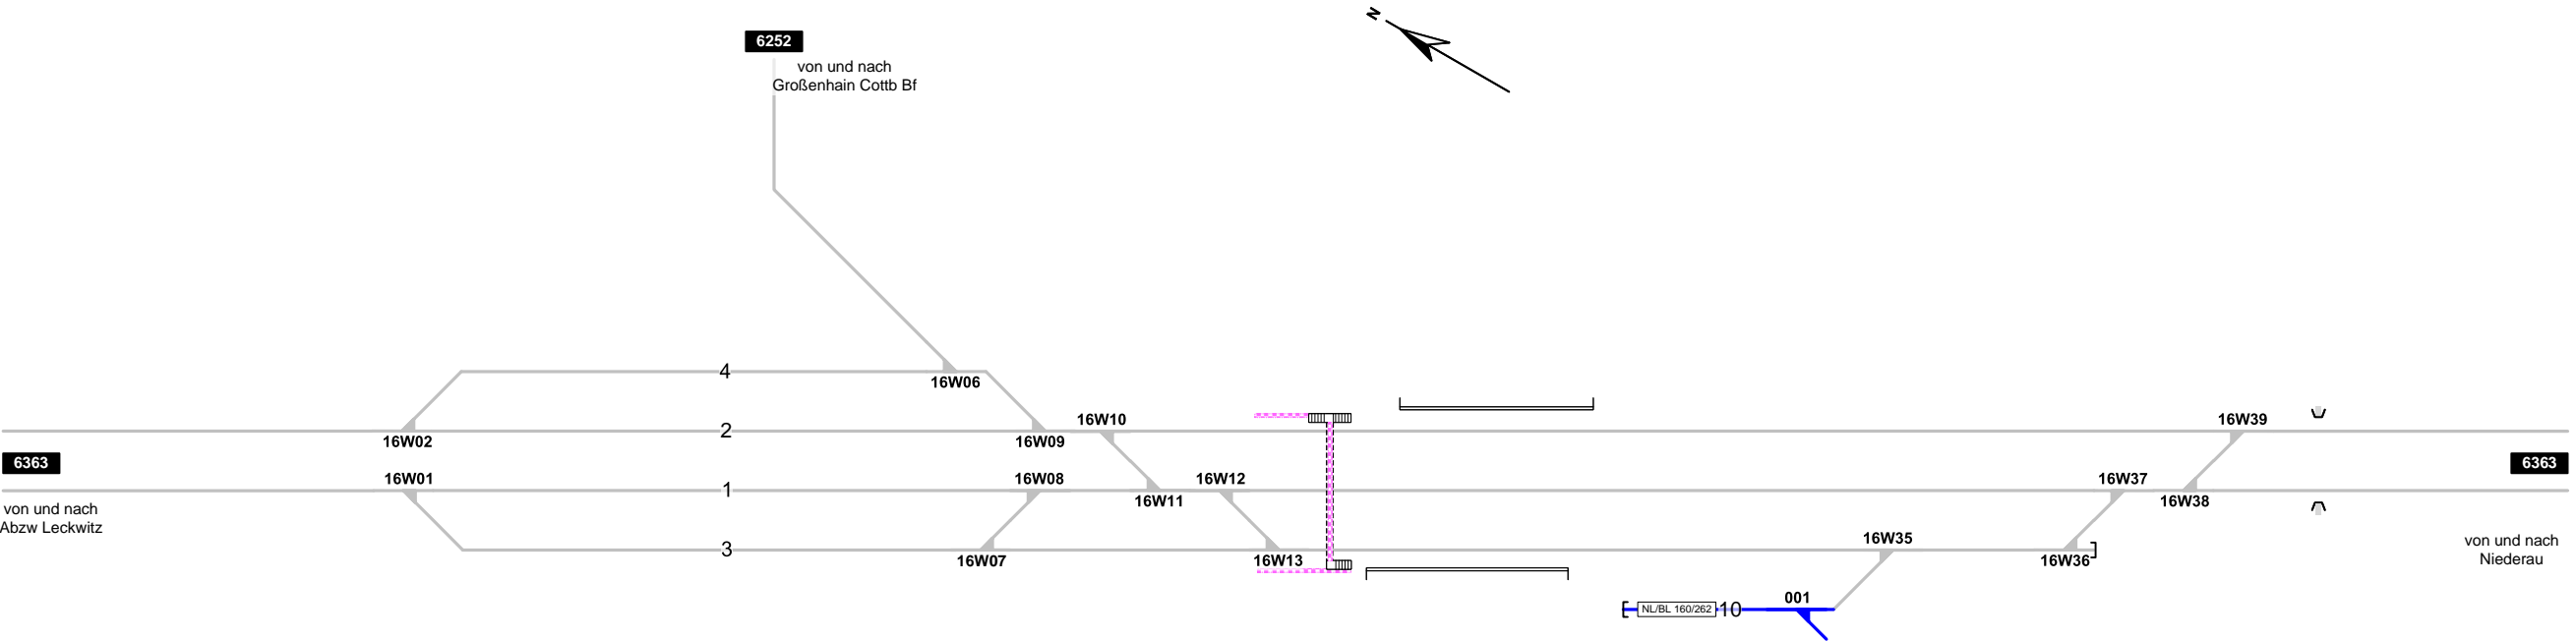 N
6252
von und nach
Großenhain Cottb Bf
4
16W06
16W10
16W39
2
16W02
16W09
6363
6363
16W01
16W08
16W12
16W37
1
16W11
16W38
von und nach
Abzw Leckwitz
von und nach
Niederau
16W35
3
16W07
16W13
16W36
001
NL/BL 160/262
10